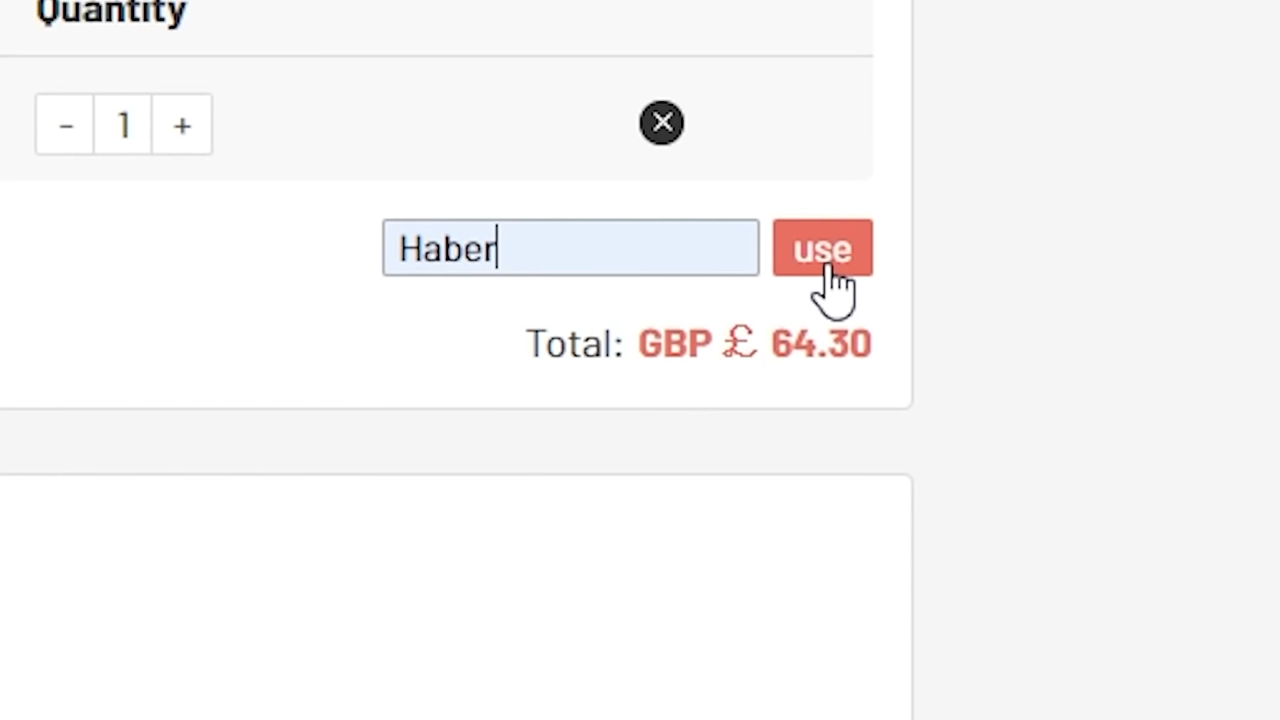 Quantity
- 1 +
Haber
use
Total: GBP £ 64.30